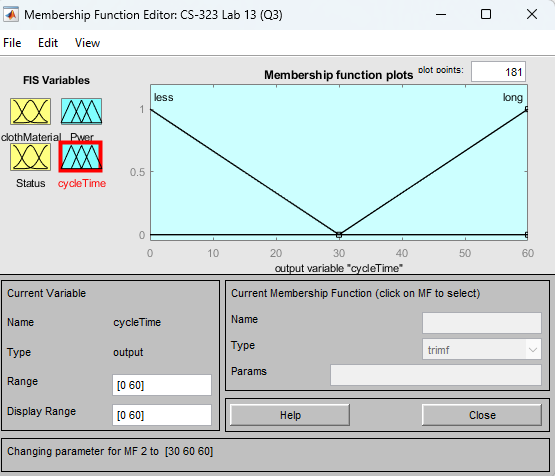 Membership Function Editor: CS-323 Lab 13 (Q3)
File Edit View
FIS Variables
clothMaterial Pwer
Status cycleTime
Membership function plots plot points: 181
less long
1
0.5
0
0 10 20 30 40 50 60
output variable "cycleTime"
Current Variable
Name cycleTime
Type output
Range [0 60]
Display Range [0 60]
Current Membership Function (click on MF to select)
Name
Type trimf
Params
Help Close
Changing parameter for MF 2 to [30 60 60]